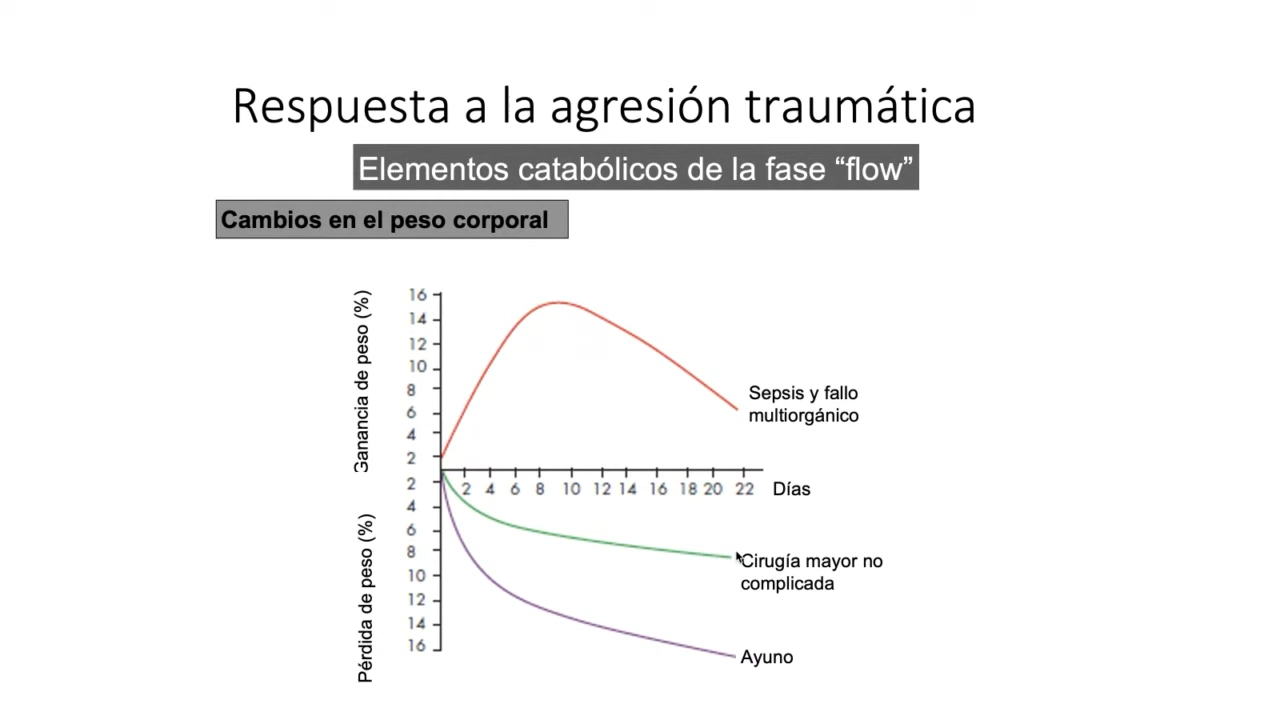 Respuesta a la agresión traumática
Elementos catabólicos de la fase “flow”
Cambios en el peso corporal
Ganancia de peso (%)
16
14
12
10
8
6
4
2
2
4
6
8
10
12
14
16
Pérdida de peso (%)
2 4 6 8 10 12 14 16 18 20 22 Días
Sepsis y fallo
multiorgánico
Cirugía mayor no
complicada
Ayuno